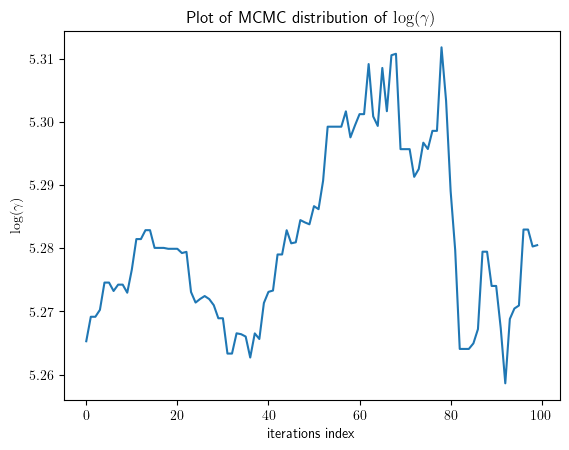 Plot of MCMC distribution of log(γ)
5.31
5.30
5.29
5.28
5.27
5.26
log(γ)
0 20 40 60 80 100
iterations index